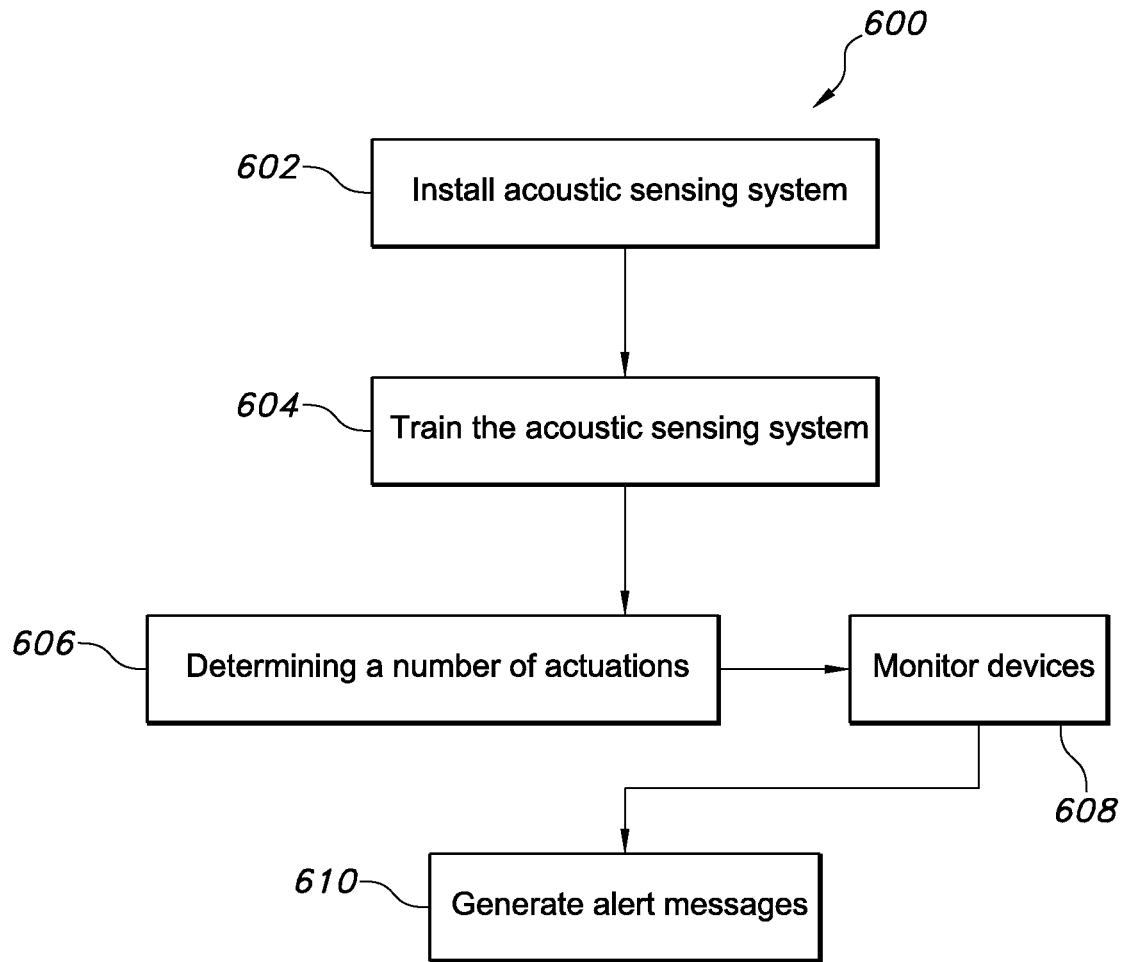 600
602
Install acoustic sensing system
604
Train the acoustic sensing system
606
Determining a number of actuations
Monitor devices
608
610
Generate alert messages